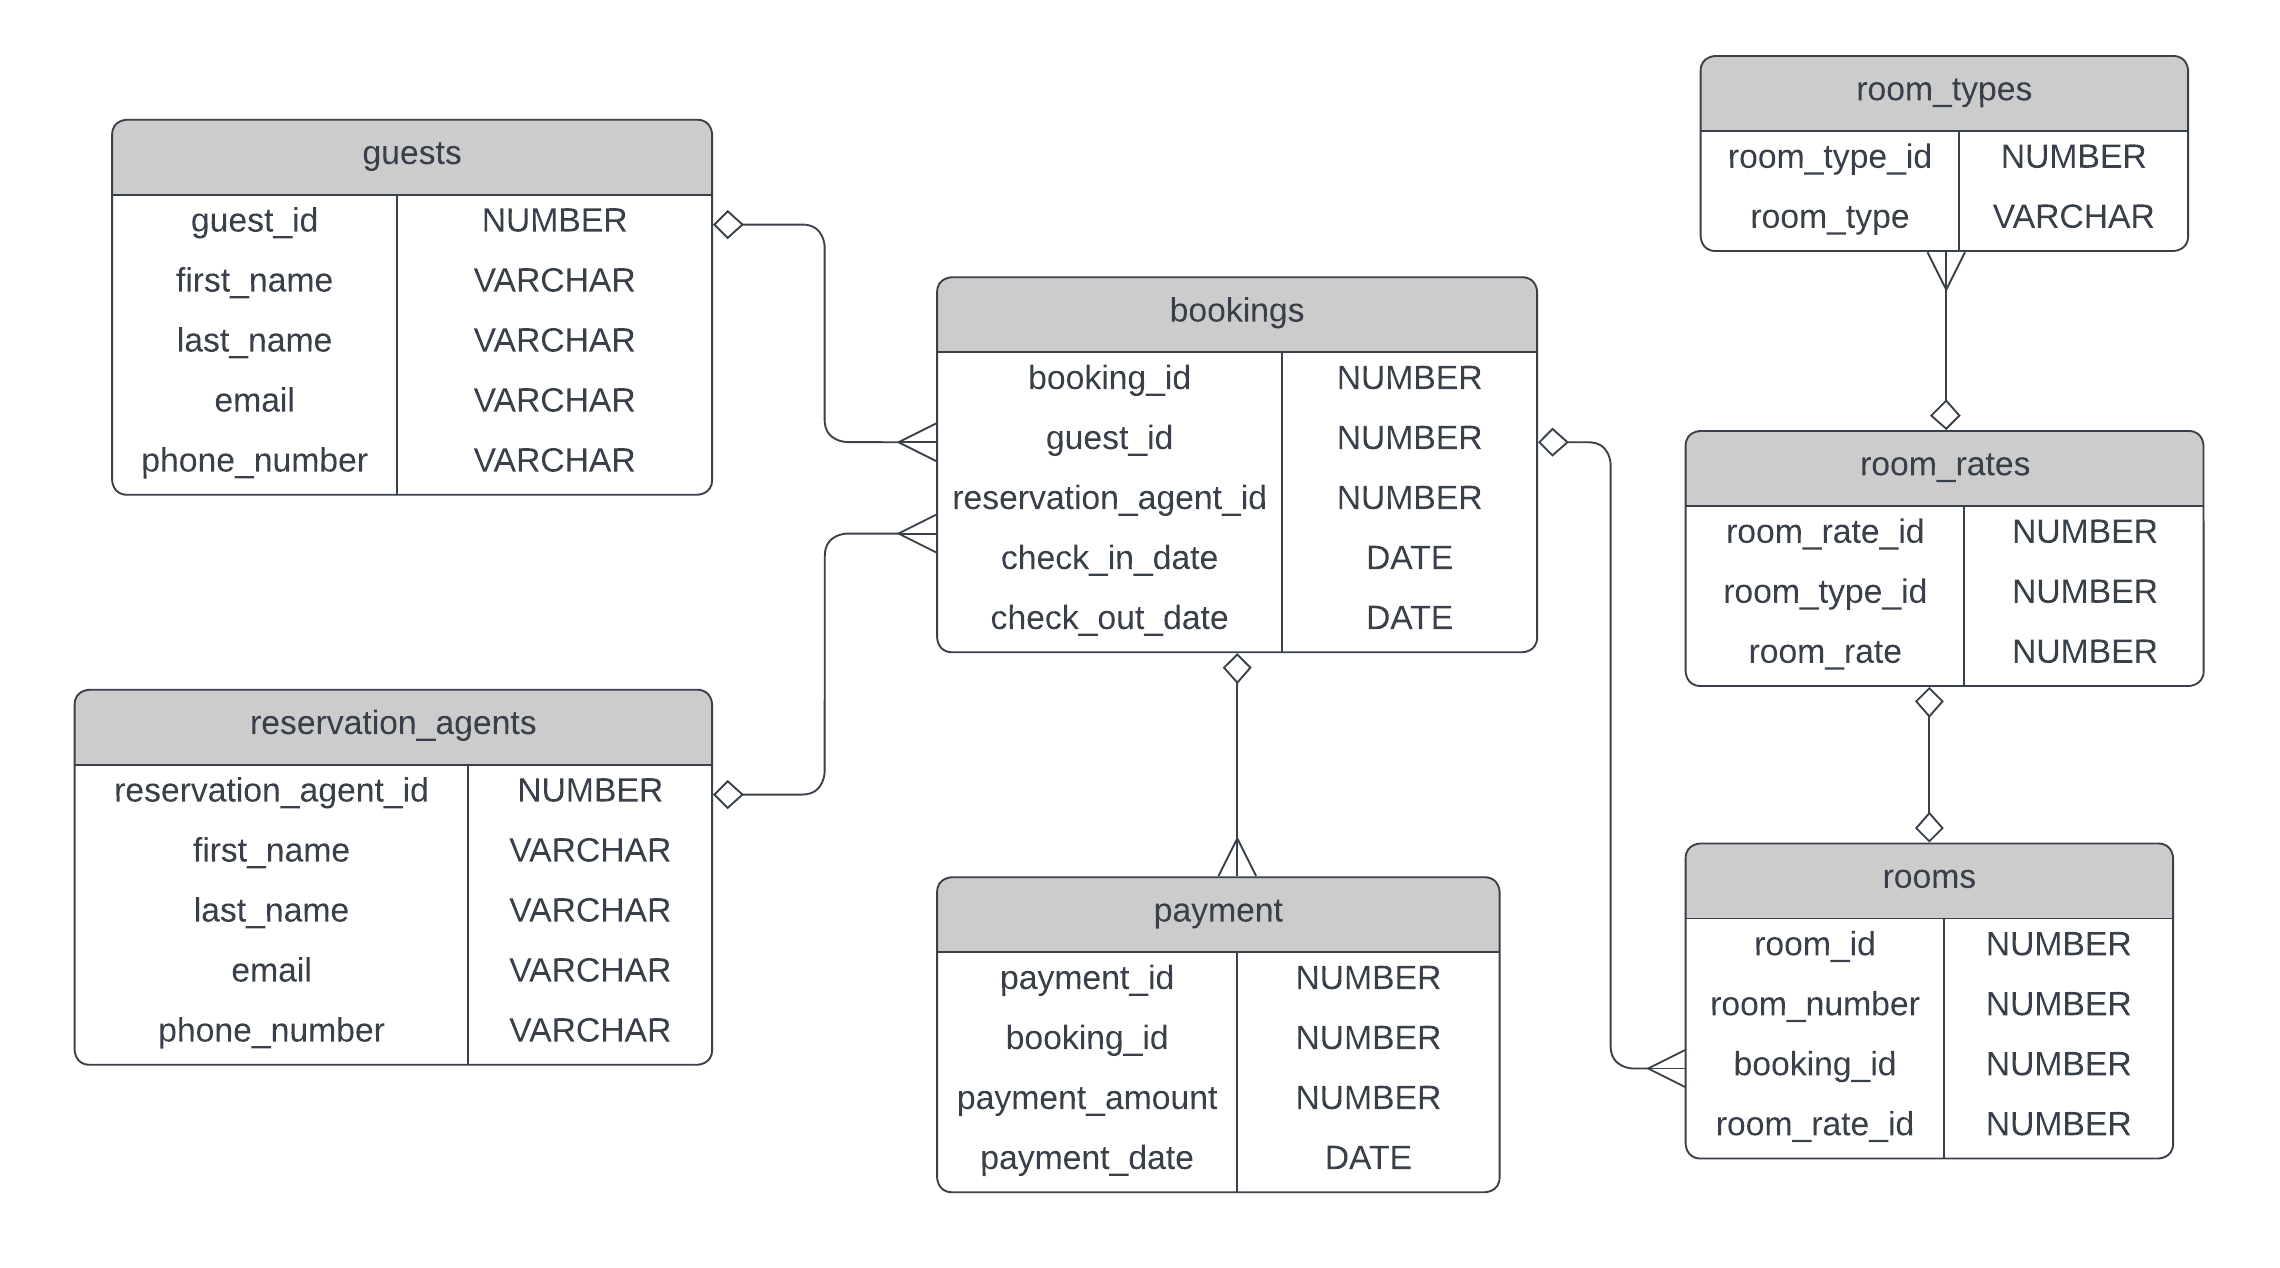 guests
guest_id NUMBER
first_name VARCHAR
last_name VARCHAR
email VARCHAR
phone_number VARCHAR
reservation_agents
reservation_agent_id NUMBER
first_name VARCHAR
last_name VARCHAR
email VARCHAR
phone_number VARCHAR
bookings
booking_id NUMBER
guest_id NUMBER
reservation_agent_id NUMBER
check_in_date DATE
check_out_date DATE
payment
payment_id NUMBER
booking_id NUMBER
payment_amount NUMBER
payment_date DATE
room_types
room_type_id NUMBER
room_type VARCHAR
room_rates
room_rate_id NUMBER
room_type_id NUMBER
room_rate NUMBER
rooms
room_id NUMBER
room_number NUMBER
booking_id NUMBER
room_rate_id NUMBER